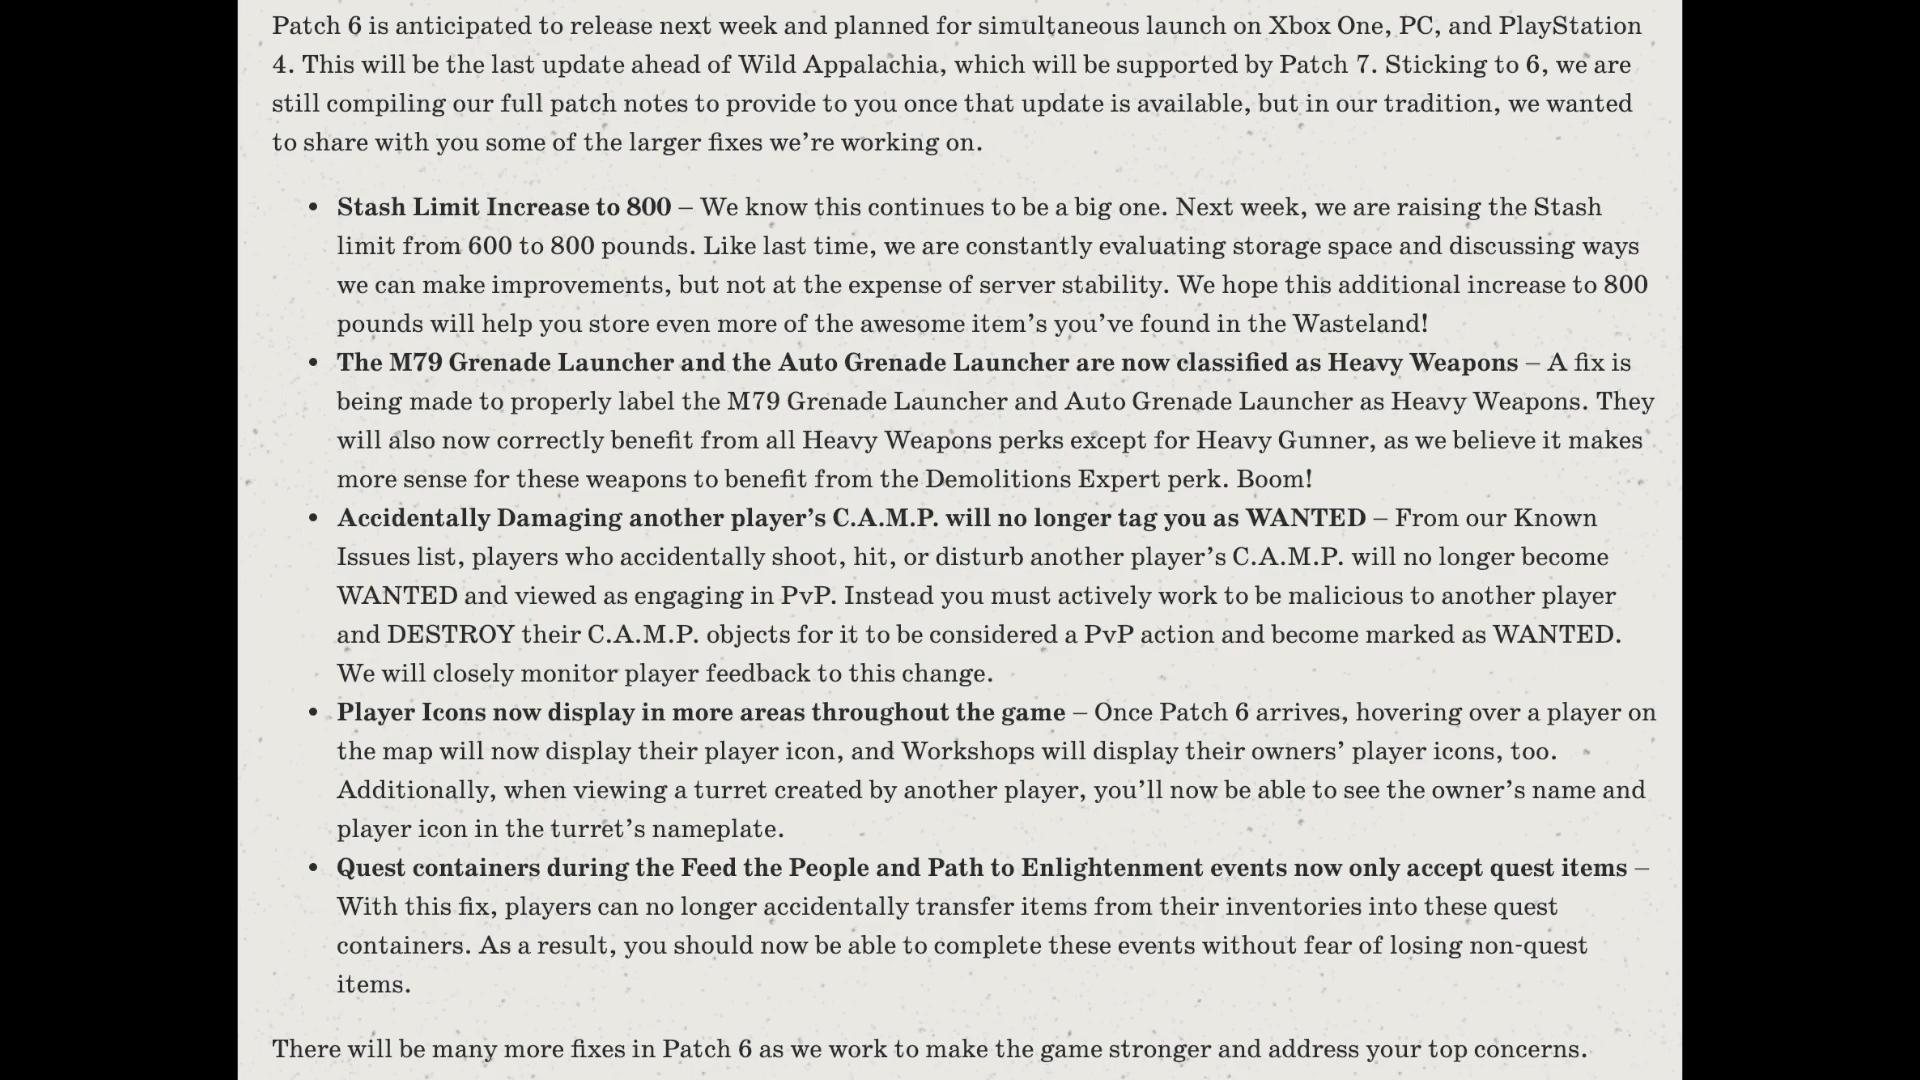 Patch 6 is anticipated to release next week and planned for simultaneous launch on Xbox One, PC, and PlayStation
4. This will be the last update ahead of Wild Appalachia, which will be supported by Patch 7. Sticking to 6, we are
still compiling our full patch notes to provide to you once that update is available, but in our tradition, we wanted
to share with you some of the larger fixes we’re working on.
• Stash Limit Increase to 800 – We know this continues to be a big one. Next week, we are raising the Stash
limit from 600 to 800 pounds. Like last time, we are constantly evaluating storage space and discussing ways
we can make improvements, but not at the expense of server stability. We hope this additional increase to 800
pounds will help you store even more of the awesome item’s you’ve found in the Wasteland!
• The M79 Grenade Launcher and the Auto Grenade Launcher are now classified as Heavy Weapons – A fix is
being made to properly label the M79 Grenade Launcher and Auto Grenade Launcher as Heavy Weapons. They
will also now correctly benefit from all Heavy Weapons perks except for Heavy Gunner, as we believe it makes
more sense for these weapons to benefit from the Demolitions Expert perk. Boom!
• Accidentally Damaging another player’s C.A.M.P. will no longer tag you as WANTED – From our Known
Issues list, players who accidentally shoot, hit, or disturb another player’s C.A.M.P. will no longer become
WANTED and viewed as engaging in PvP. Instead you must actively work to be malicious to another player
and DESTROY their C.A.M.P. objects for it to be considered a PvP action and become marked as WANTED.
We will closely monitor player feedback to this change.
• Player Icons now display in more areas throughout the game – Once Patch 6 arrives, hovering over a player on
the map will now display their player icon, and Workshops will display their owners’ player icons, too.
Additionally, when viewing a turret created by another player, you’ll now be able to see the owner’s name and
player icon in the turret’s nameplate.
• Quest containers during the Feed the People and Path to Enlightenment events now only accept quest items –
With this fix, players can no longer accidentally transfer items from their inventories into these quest
containers. As a result, you should now be able to complete these events without fear of losing non-quest
items.
There will be many more fixes in Patch 6 as we work to make the game stronger and address your top concerns.